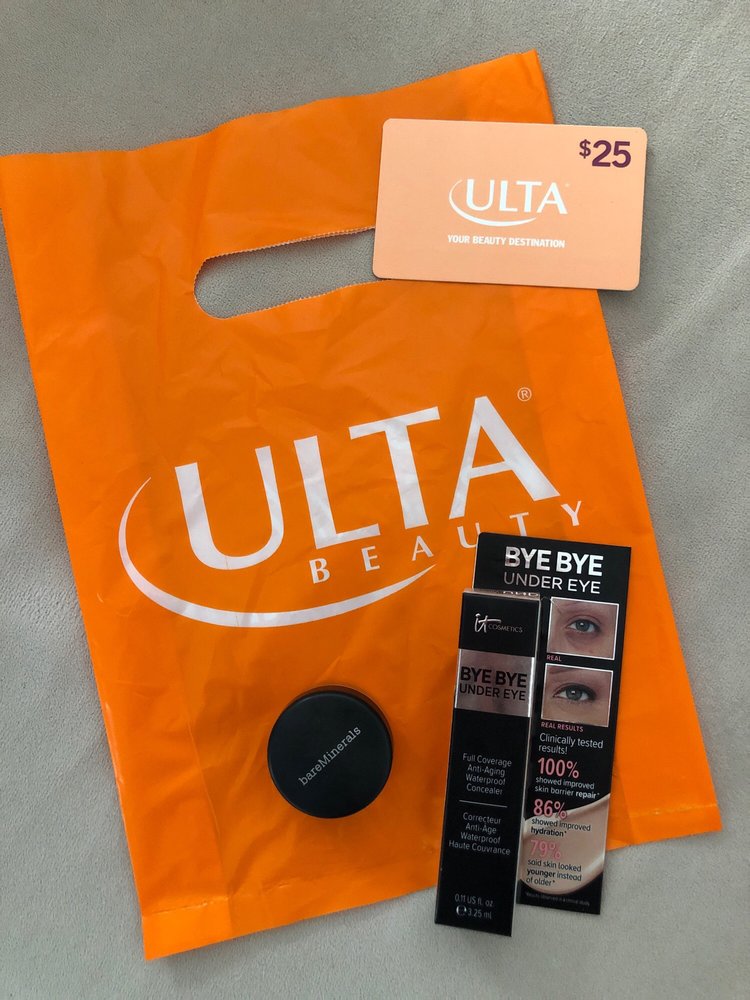 $25
ULTA
YOUR BEAUTY DESTINATION
ULTA®
BEAUTY
bareMinerals
it COSMETICS
BYE BYE
UNDER EYE
Full Coverage
Anti-Aging
Waterproof
Concealer
Correcteur
Anti-Âge
Waterproof
Haute Couvrance
0.11 US fl. oz.
℮ 3.25 ml
BYE BYE
UNDER EYE
REAL
REAL RESULTS
Clinically tested
results!
100%
showed improved
skin barrier repair*
86%
showed improved
hydration*
79%
said skin looked
younger instead
of older*